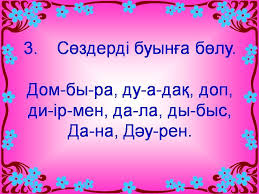 3. Сөздерді буынға бөлу.
Дом-бы-ра, ду-а-дақ, доп,
ди-ір-мен, да-ла, ды-быс,
Да-на, Дәу-рен.